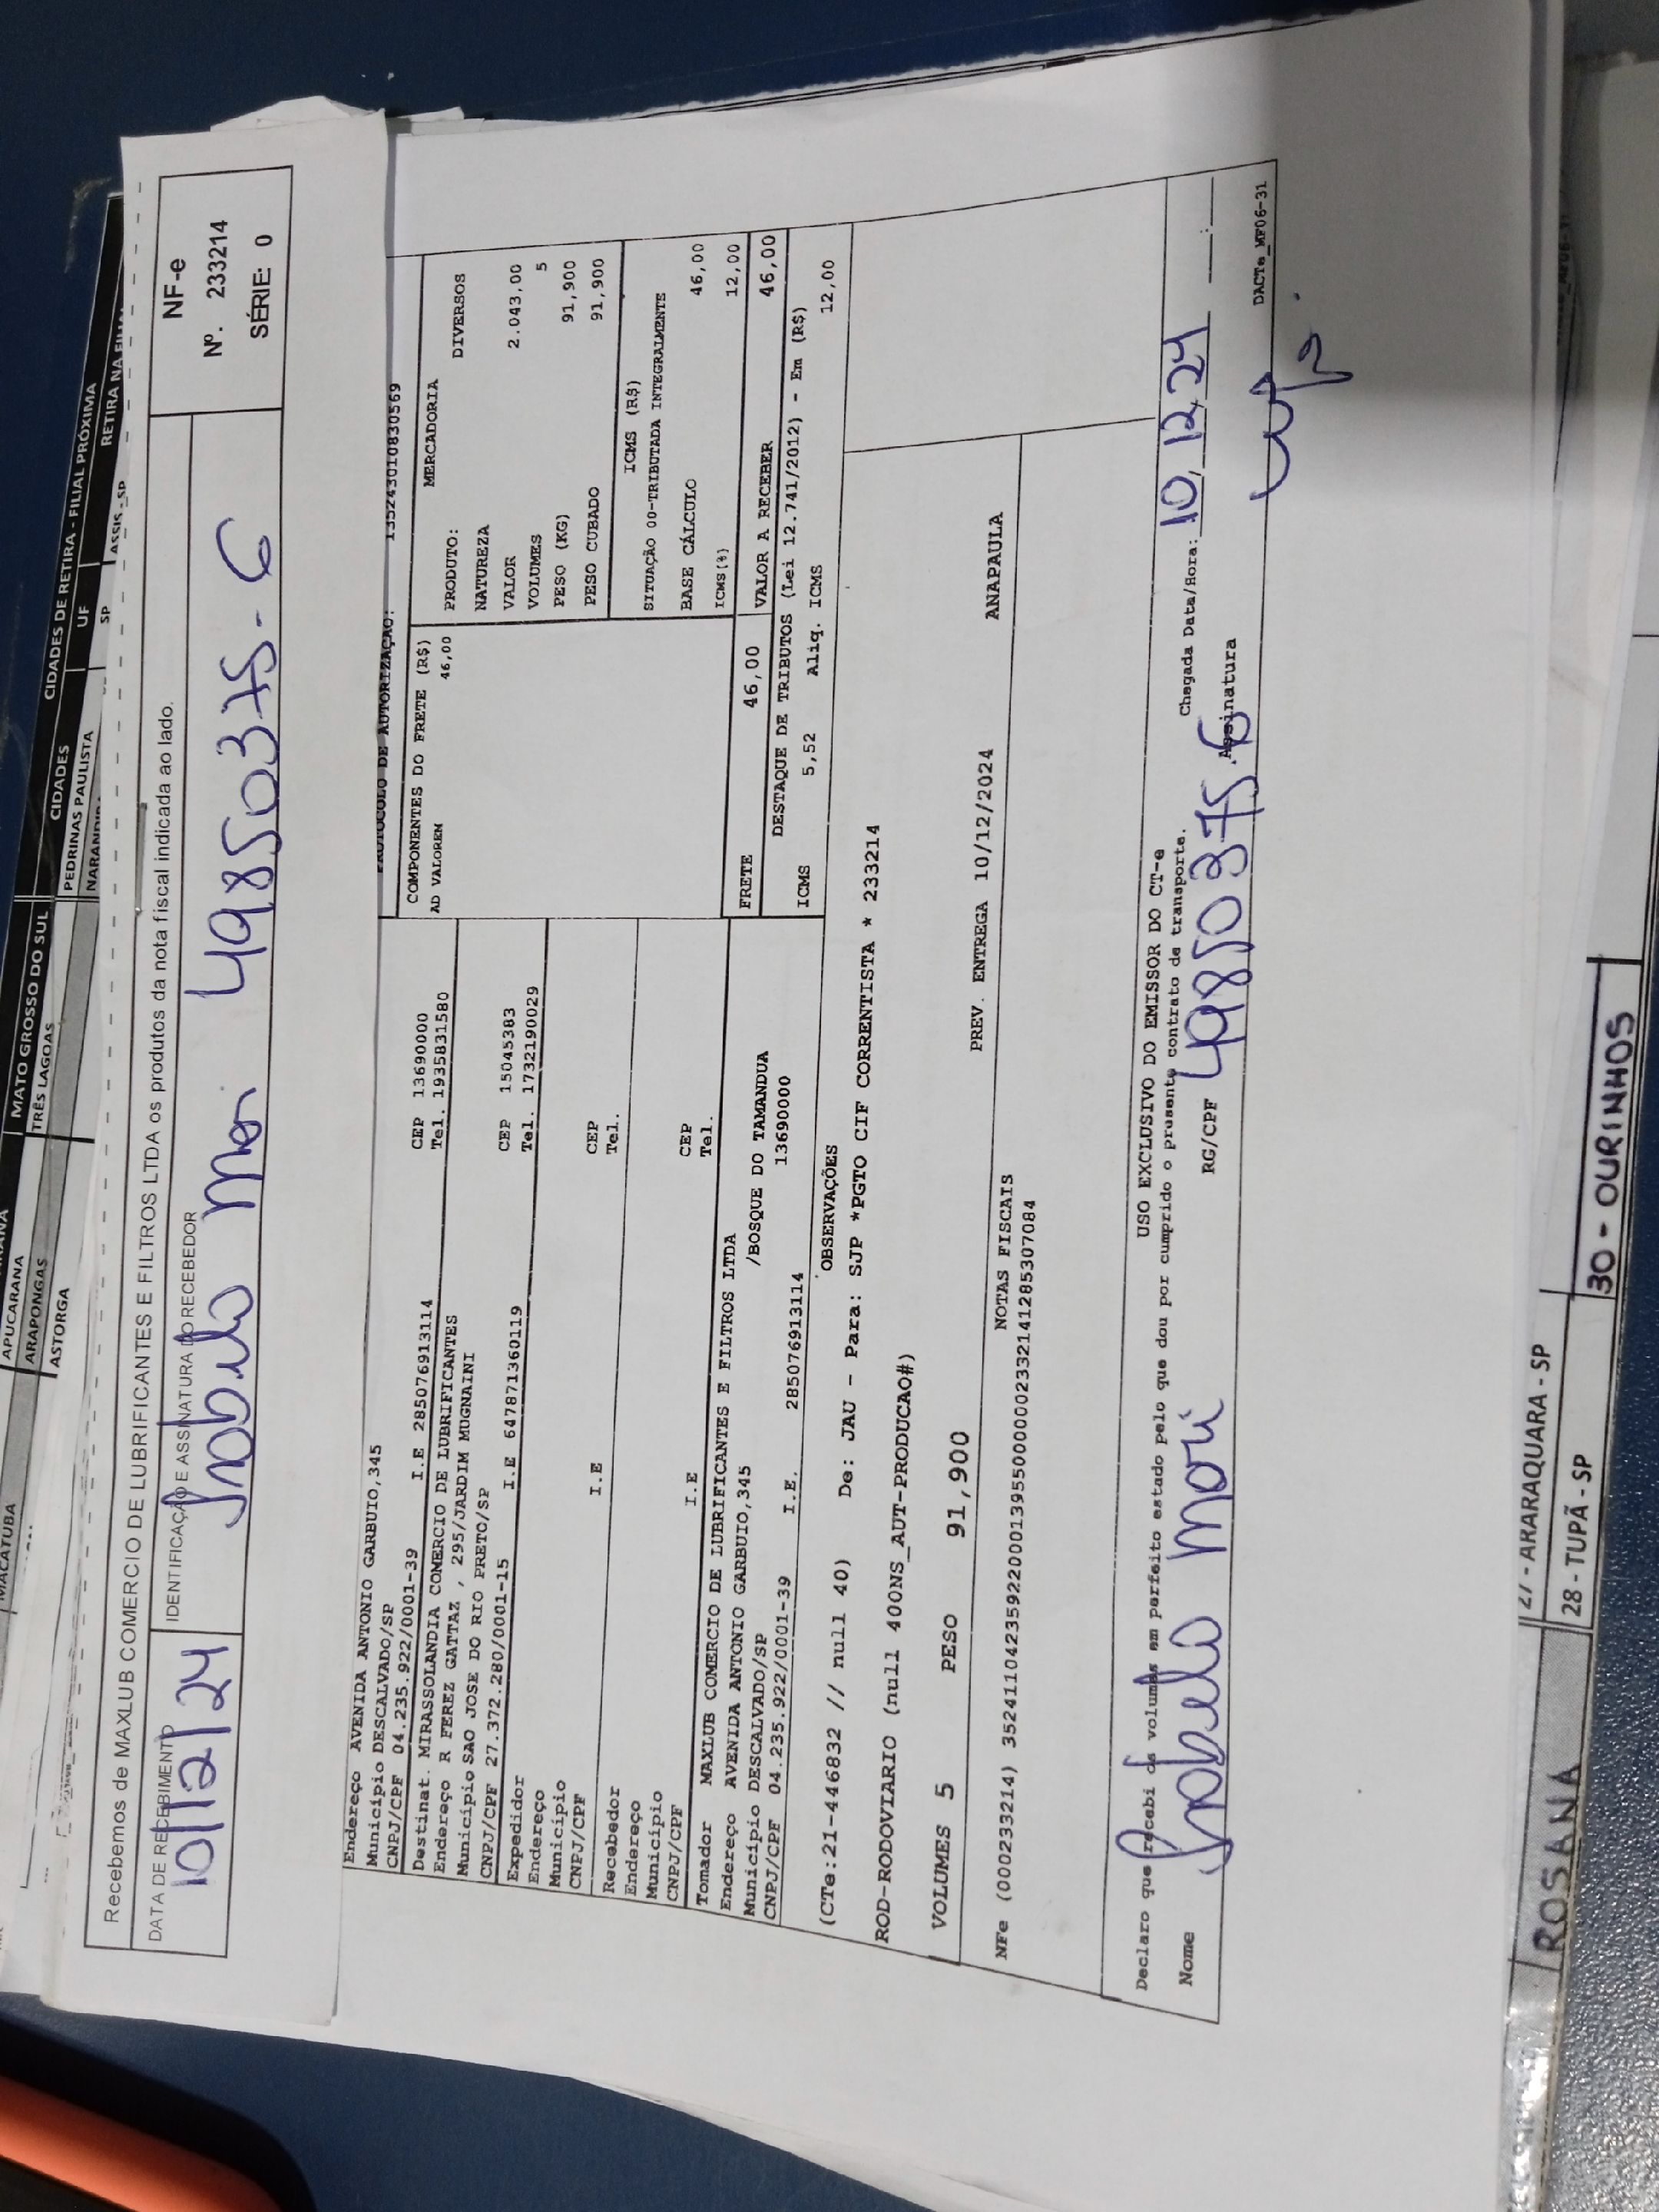 MATO GROSSO DO SUL
TRÊS LAGOAS
APUCARANA
ARAPONGAS
ASTORGA
CIDADES DE RETIRA - FILIAL PRÓXIMA
CIDADES
UF
RETIRA NA
PEDRINAS PAULISTA
SP
ASSIS - SP
Recebemos de MAXLUB COMERCIO DE LUBRIFICANTES E FILTROS LTDA os produtos da nota fiscal indicada ao lado.
DATA DE RECEBIMENTO
10/12/24
IDENTIFICAÇÃO E ASSINATURA DO RECEBEDOR
49850375-6
NF-e
Nº. 233214
SÉRIE: 0
PROTOCOLO DE AUTORIZAÇÃO: 135243010830569
Endereço AVENIDA ANTONIO GARBUIO,345
Município DESCALVADO/SP CEP 13690000
CNPJ/CPF 04.235.922/0001-39 I.E 285076913114 Tel. 1935831580
Destinat. MIRASSOLANDIA COMERCIO DE LUBRIFICANTES
Endereço R FEREZ GATTAZ , 295/JARDIM MUGNAINI
Município SAO JOSE DO RIO PRETO/SP CEP 15045383
CNPJ/CPF 27.372.280/0001-15 I.E 647871360119 Tel. 1732190029
Expedidor
Endereço
Município CEP
CNPJ/CPF I.E Tel.
Recebedor
Endereço
Município CEP
CNPJ/CPF I.E Tel.
Tomador MAXLUB COMERCIO DE LUBRIFICANTES E FILTROS LTDA
Endereço AVENIDA ANTONIO GARBUIO,345 /BOSQUE DO TAMANDUA
Município DESCALVADO/SP 13690000
CNPJ/CPF 04.235.922/0001-39 I.E. 285076913114
COMPONENTES DO FRETE (R$)
AD VALOREM 46,00
MERCADORIA
PRODUTO: DIVERSOS
NATUREZA
VALOR 2.043,00
VOLUMES 5
PESO (KG) 91,900
PESO CUBADO 91,900
ICMS (R$)
SITUAÇÃO 00-TRIBUTADA INTEGRALMENTE
BASE CÁLCULO 46,00
ICMS(%) 12,00
FRETE 46,00 VALOR A RECEBER 46,00
DESTAQUE DE TRIBUTOS (Lei 12.741/2012) - Em (R$)
ICMS 5,52 Aliq. ICMS 12,00
OBSERVAÇÕES
(CTe:21-446832 // null 40) De: JAU - Para: SJP *PGTO CIF CORRENTISTA * 233214
ROD-RODOVIARIO (null 400NS_AUT-PRODUCAO#)
VOLUMES 5 PESO 91,900 PREV. ENTREGA 10/12/2024 ANAPAULA
NOTAS FISCAIS
NFe (000233214) 35241104235922000139550000002332141285307084
USO EXCLUSIVO DO EMISSOR DO CT-e
Declaro que recebi os volumes em perfeito estado pelo que dou por cumprido o presente contrato de transporte.
Nome
RG/CPF 49850375-6
Chegada Data/Hora: 10/12/24
Assinatura
DACTe_MF06-31
27 - ARARAQUARA - SP
28 - TUPÃ - SP
30 - OURINHOS
ROSANA